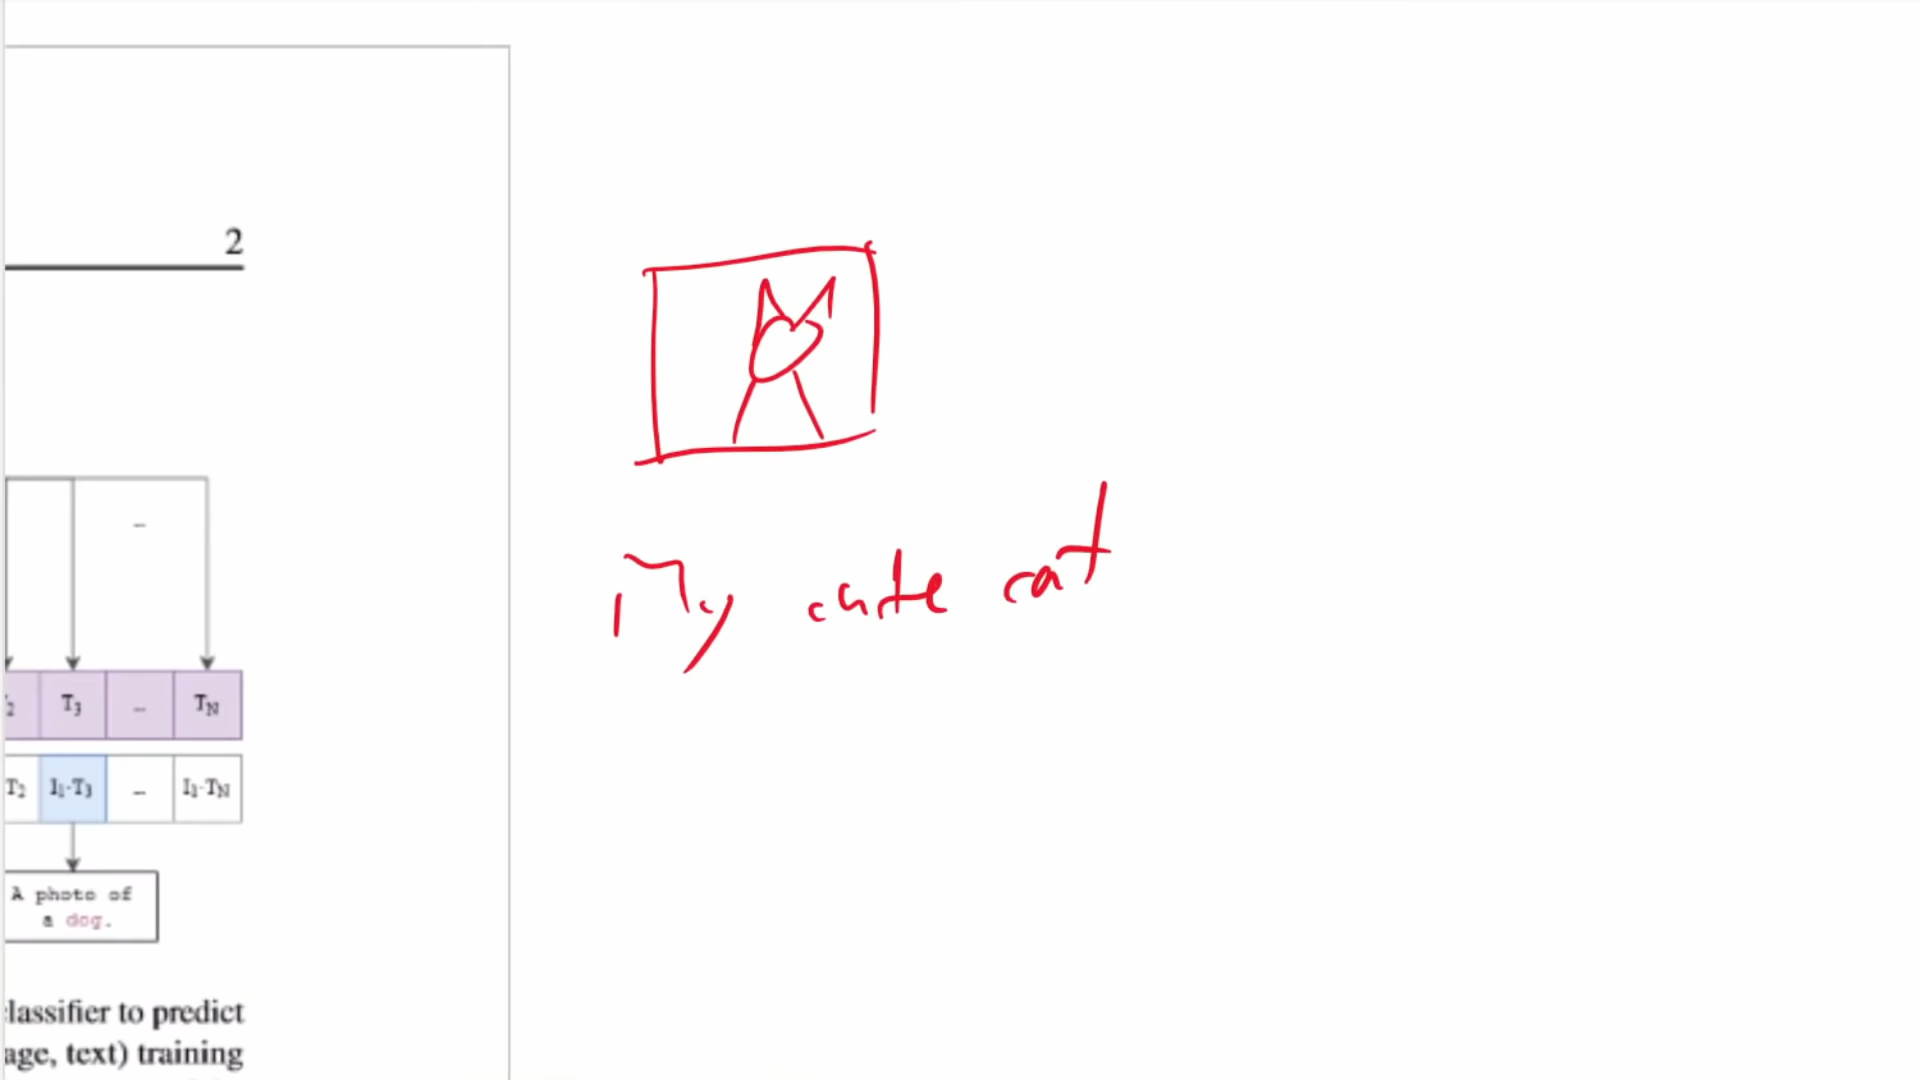 2
–
T3 – TN
T2 I1·T3 – I1·TN
A photo of
a dog.
My cute cat
classifier to predict
age, text) training